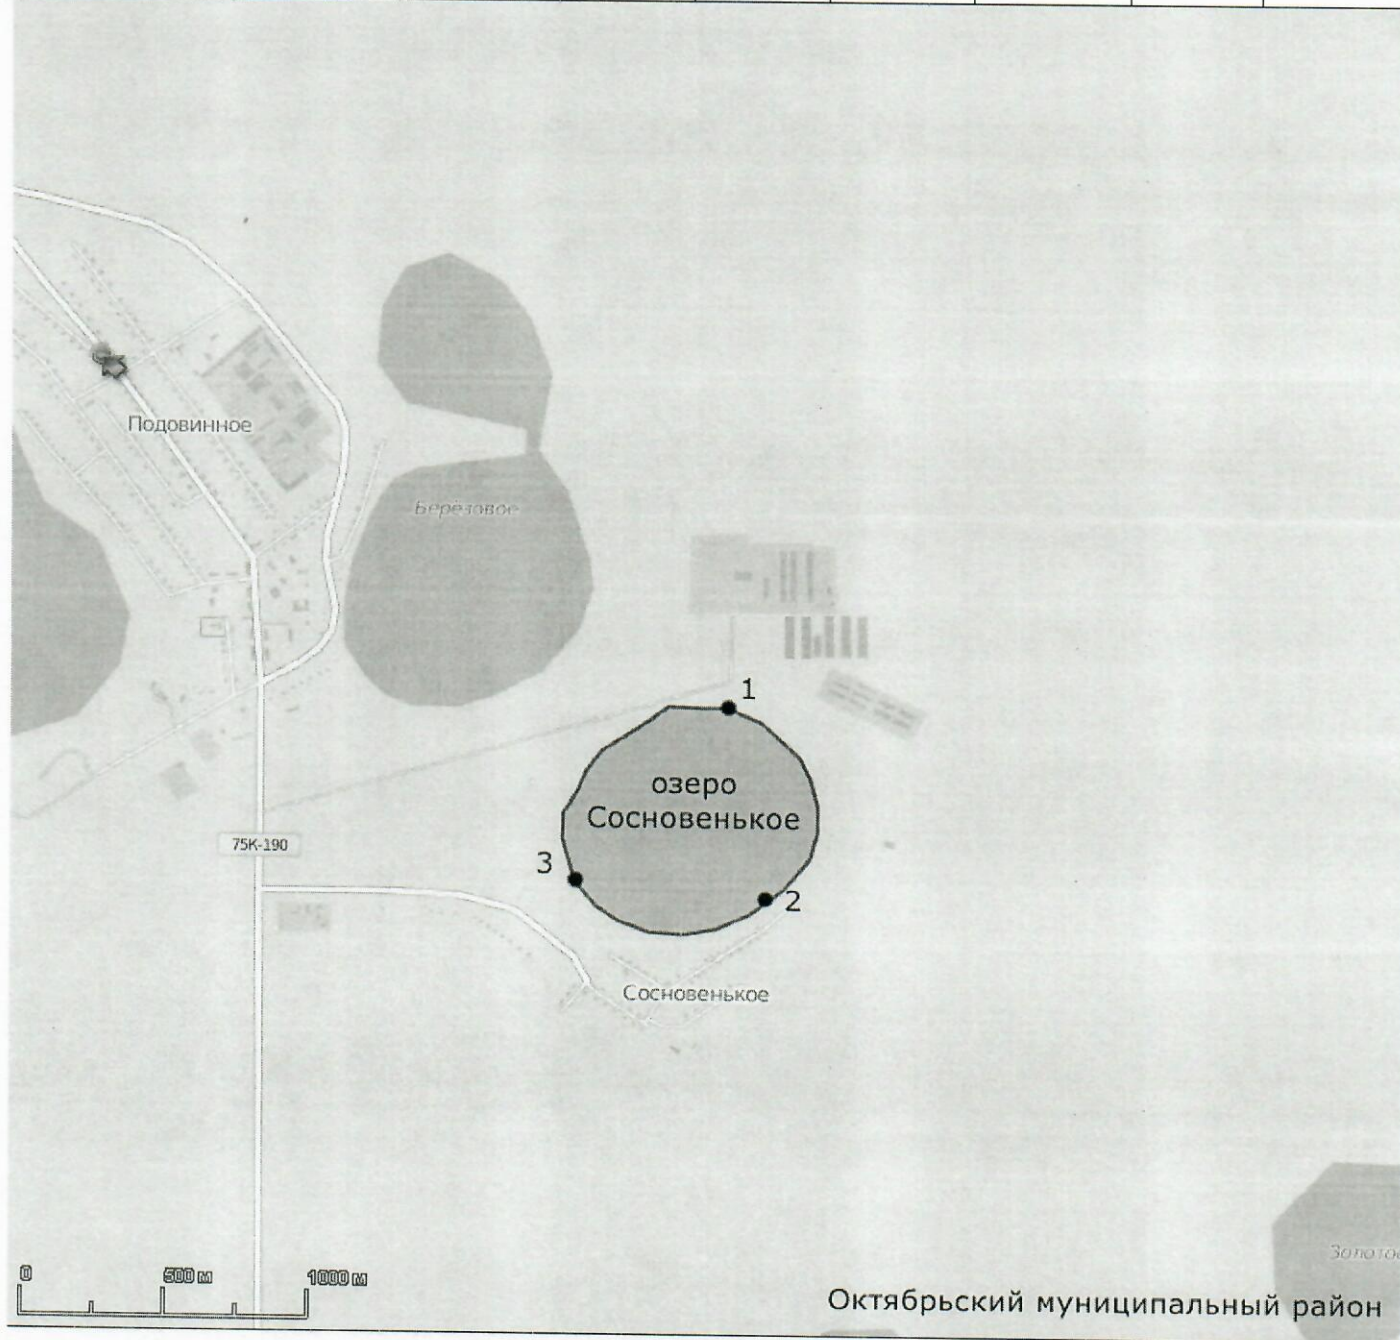 Подовинное
Берёзовое
1
озеро
Сосновенькое
75К-190
3
2
Сосновенькое
0
500 м
1000 м
Октябрьский муниципальный район